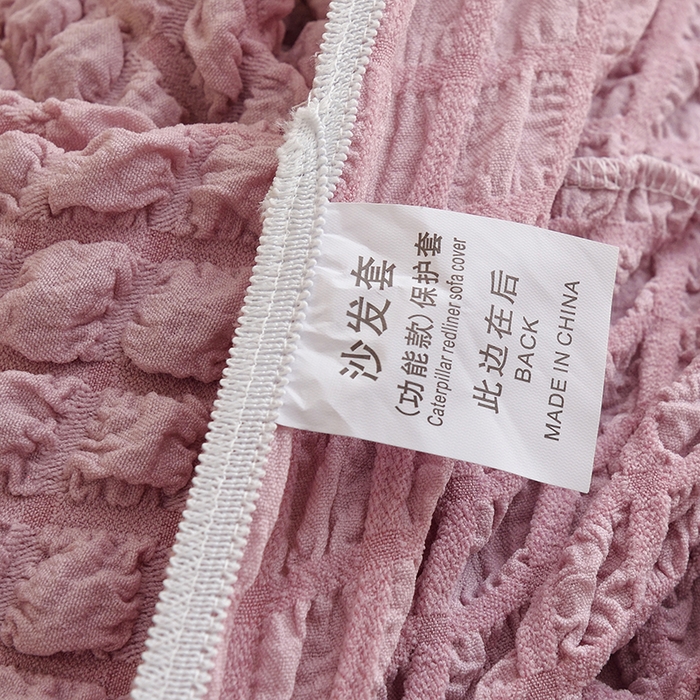 沙发套
(功能款)保护套
Caterpillar redliner sofa cover
此边在后
BACK
MADE IN CHINA